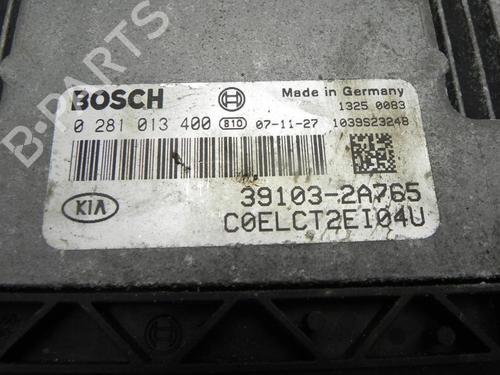 BOSCH
Made in Germany
1325 0083
0 281 013 400 810 07-11-27 1039S23248
39103-2A765
KIA
C0ELCT2EI04U
B-PARTS